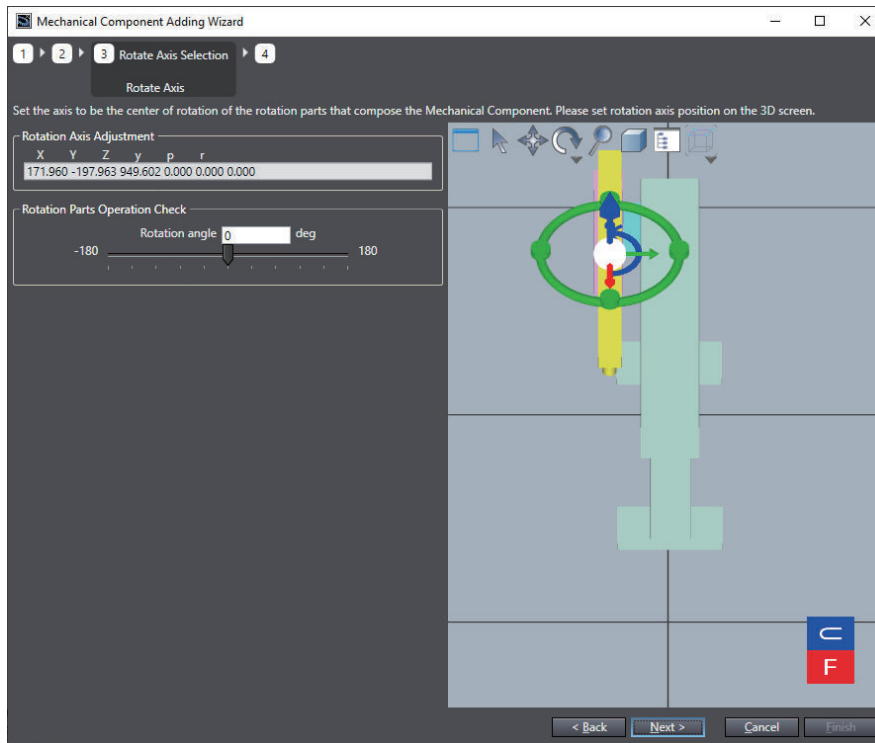 Mechanical Component Adding Wizard
1 2 3 Rotate Axis Selection 4
Rotate Axis
Set the axis to be the center of rotation of the rotation parts that compose the Mechanical Component. Please set rotation axis position on the 3D screen.
Rotation Axis Adjustment
X Y Z y p r
171.960 -197.963 949.602 0.000 0.000 0.000
Rotation Parts Operation Check
Rotation angle 0 deg
-180 180
F
< Back Next > Cancel Finish